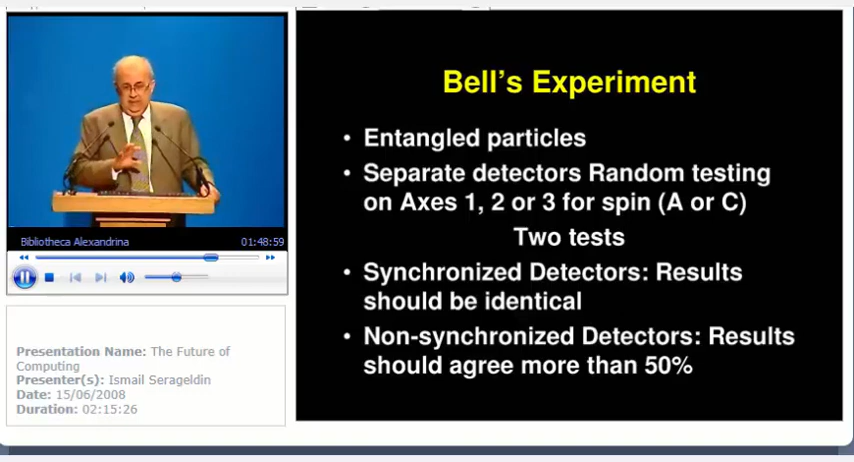 Bibliotheca Alexandrina 01:48:59
Presentation Name: The Future of
Computing
Presenter(s): Ismail Serageldin
Date: 15/06/2008
Duration: 02:15:26
Bell's Experiment
• Entangled particles
• Separate detectors Random testing
on Axes 1, 2 or 3 for spin (A or C)
Two tests
• Synchronized Detectors: Results
should be identical
• Non-synchronized Detectors: Results
should agree more than 50%